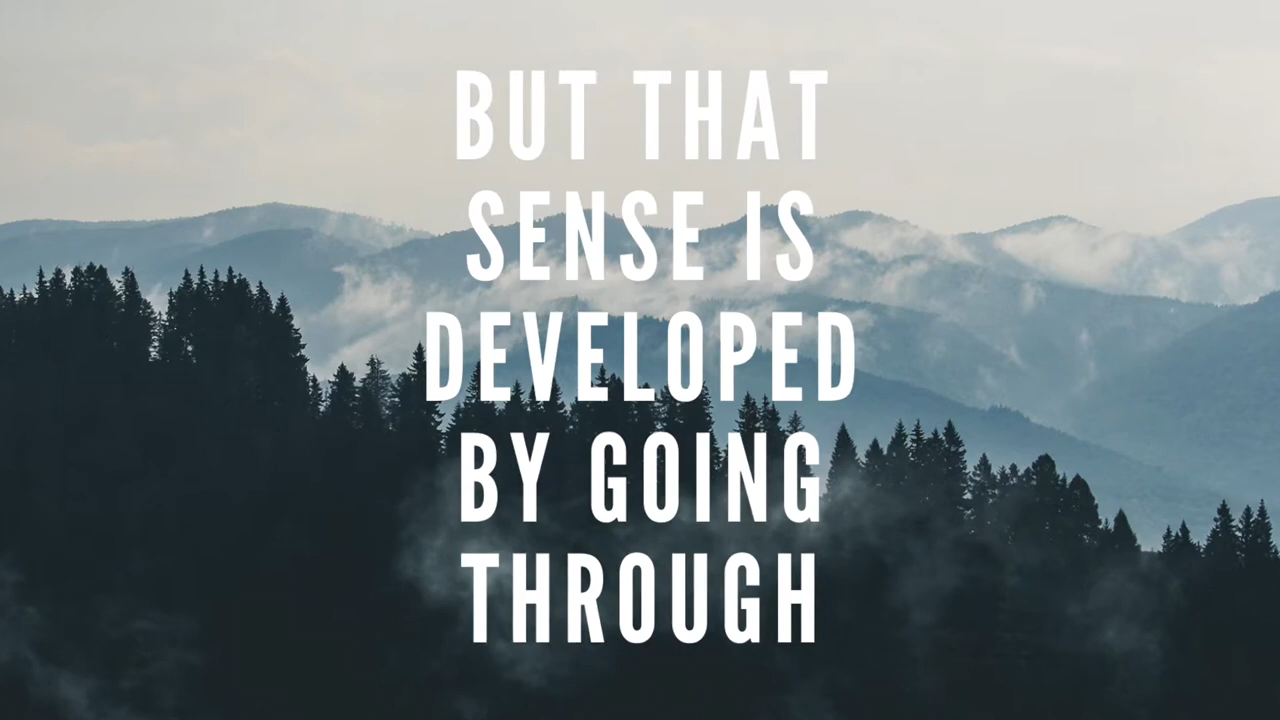 BUT THAT
SENSE IS
DEVELOPED
BY GOING
THROUGH